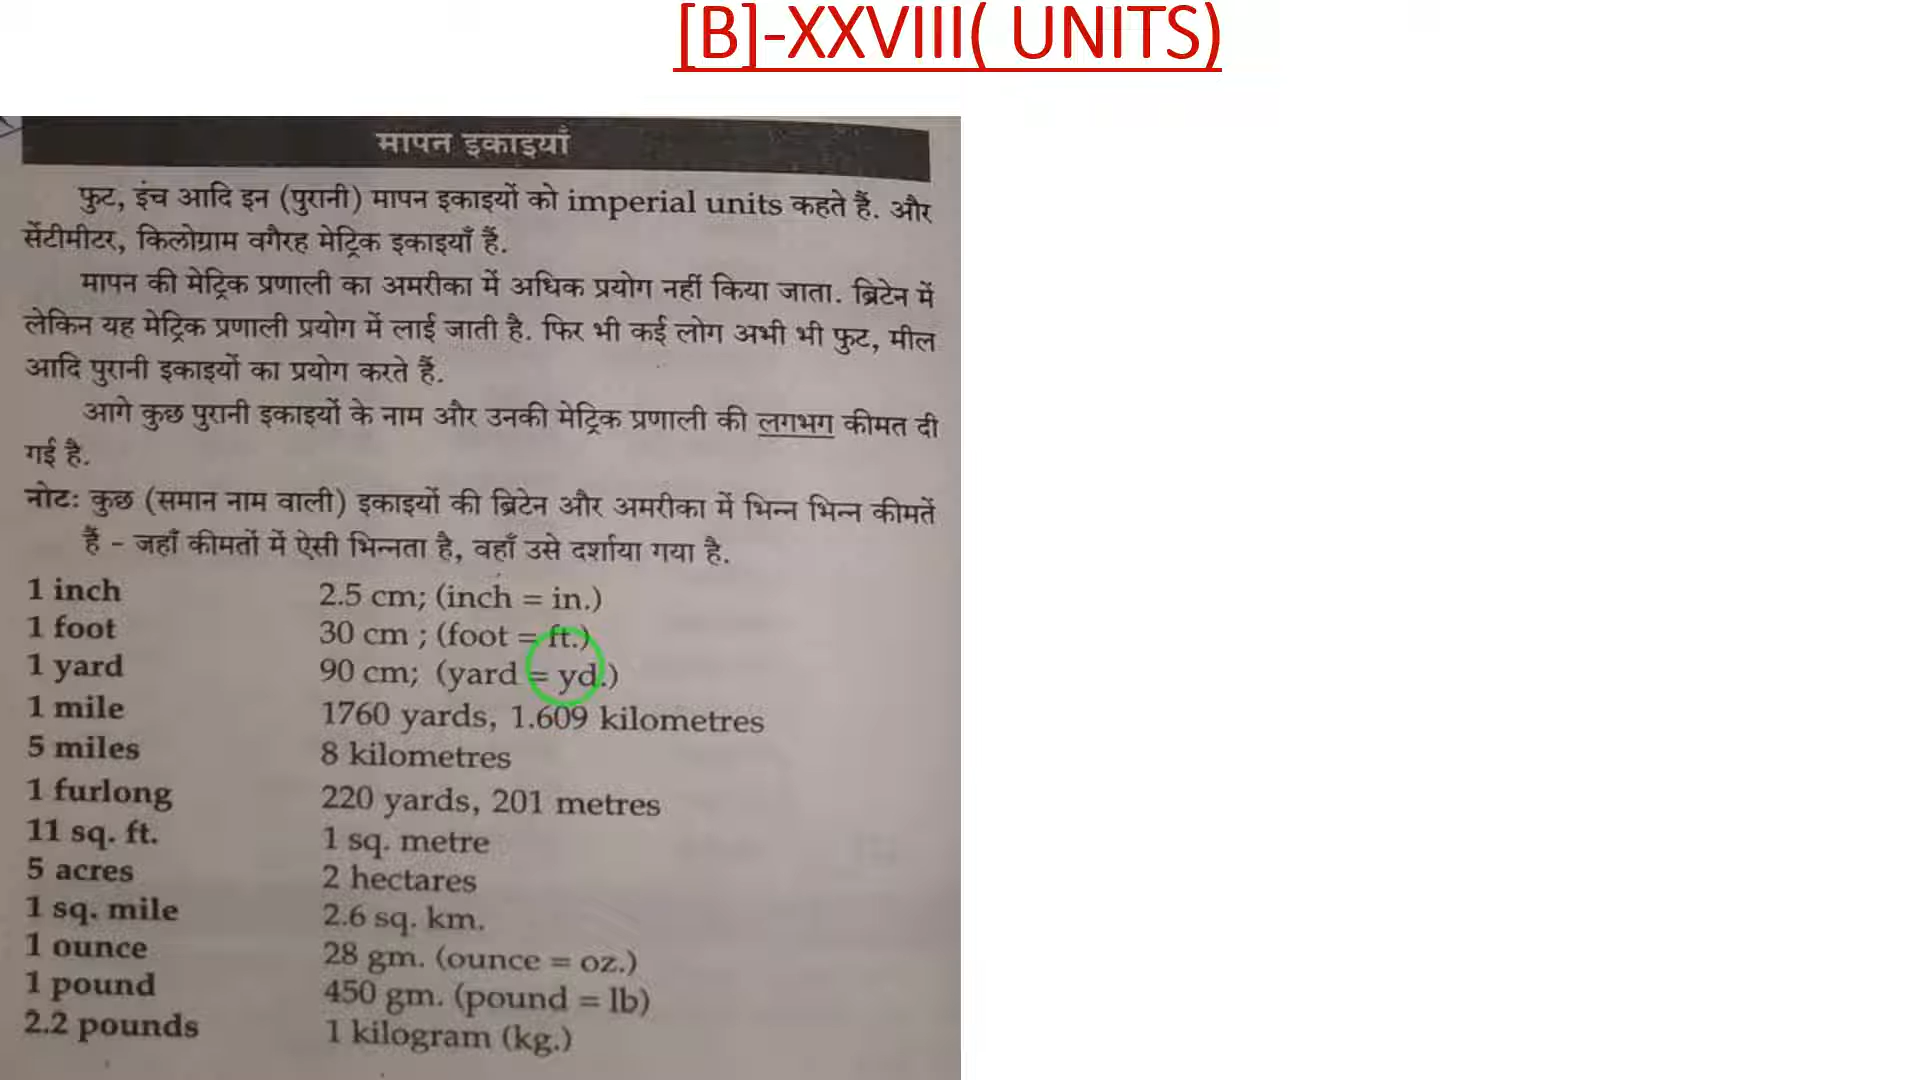 [B]-XXVIII( UNITS)
मापन इकाइयाँ
फुट, इंच आदि इन (पुरानी) मापन इकाइयों को imperial units कहते हैं. और
सेंटीमीटर, किलोग्राम वगैरह मेट्रिक इकाइयाँ हैं.
मापन की मेट्रिक प्रणाली का अमरीका में अधिक प्रयोग नहीं किया जाता. ब्रिटेन में
लेकिन यह मेट्रिक प्रणाली प्रयोग में लाई जाती है. फिर भी कई लोग अभी भी फुट, मील
आदि पुरानी इकाइयों का प्रयोग करते हैं.
आगे कुछ पुरानी इकाइयों के नाम और उनकी मेट्रिक प्रणाली की लगभग कीमत दी
गई है.
नोटः कुछ (समान नाम वाली) इकाइयों की ब्रिटेन और अमरीका में भिन्न भिन्न कीमतें
हैं - जहाँ कीमतों में ऐसी भिन्नता है, वहाँ उसे दर्शाया गया है.
1 inch 2.5 cm; (inch = in.)
1 foot 30 cm ; (foot = ft.)
1 yard 90 cm; (yard = yd.)
1 mile 1760 yards, 1.609 kilometres
5 miles 8 kilometres
1 furlong 220 yards, 201 metres
11 sq. ft. 1 sq. metre
5 acres 2 hectares
1 sq. mile 2.6 sq. km.
1 ounce 28 gm. (ounce = oz.)
1 pound 450 gm. (pound = lb)
2.2 pounds 1 kilogram (kg.)